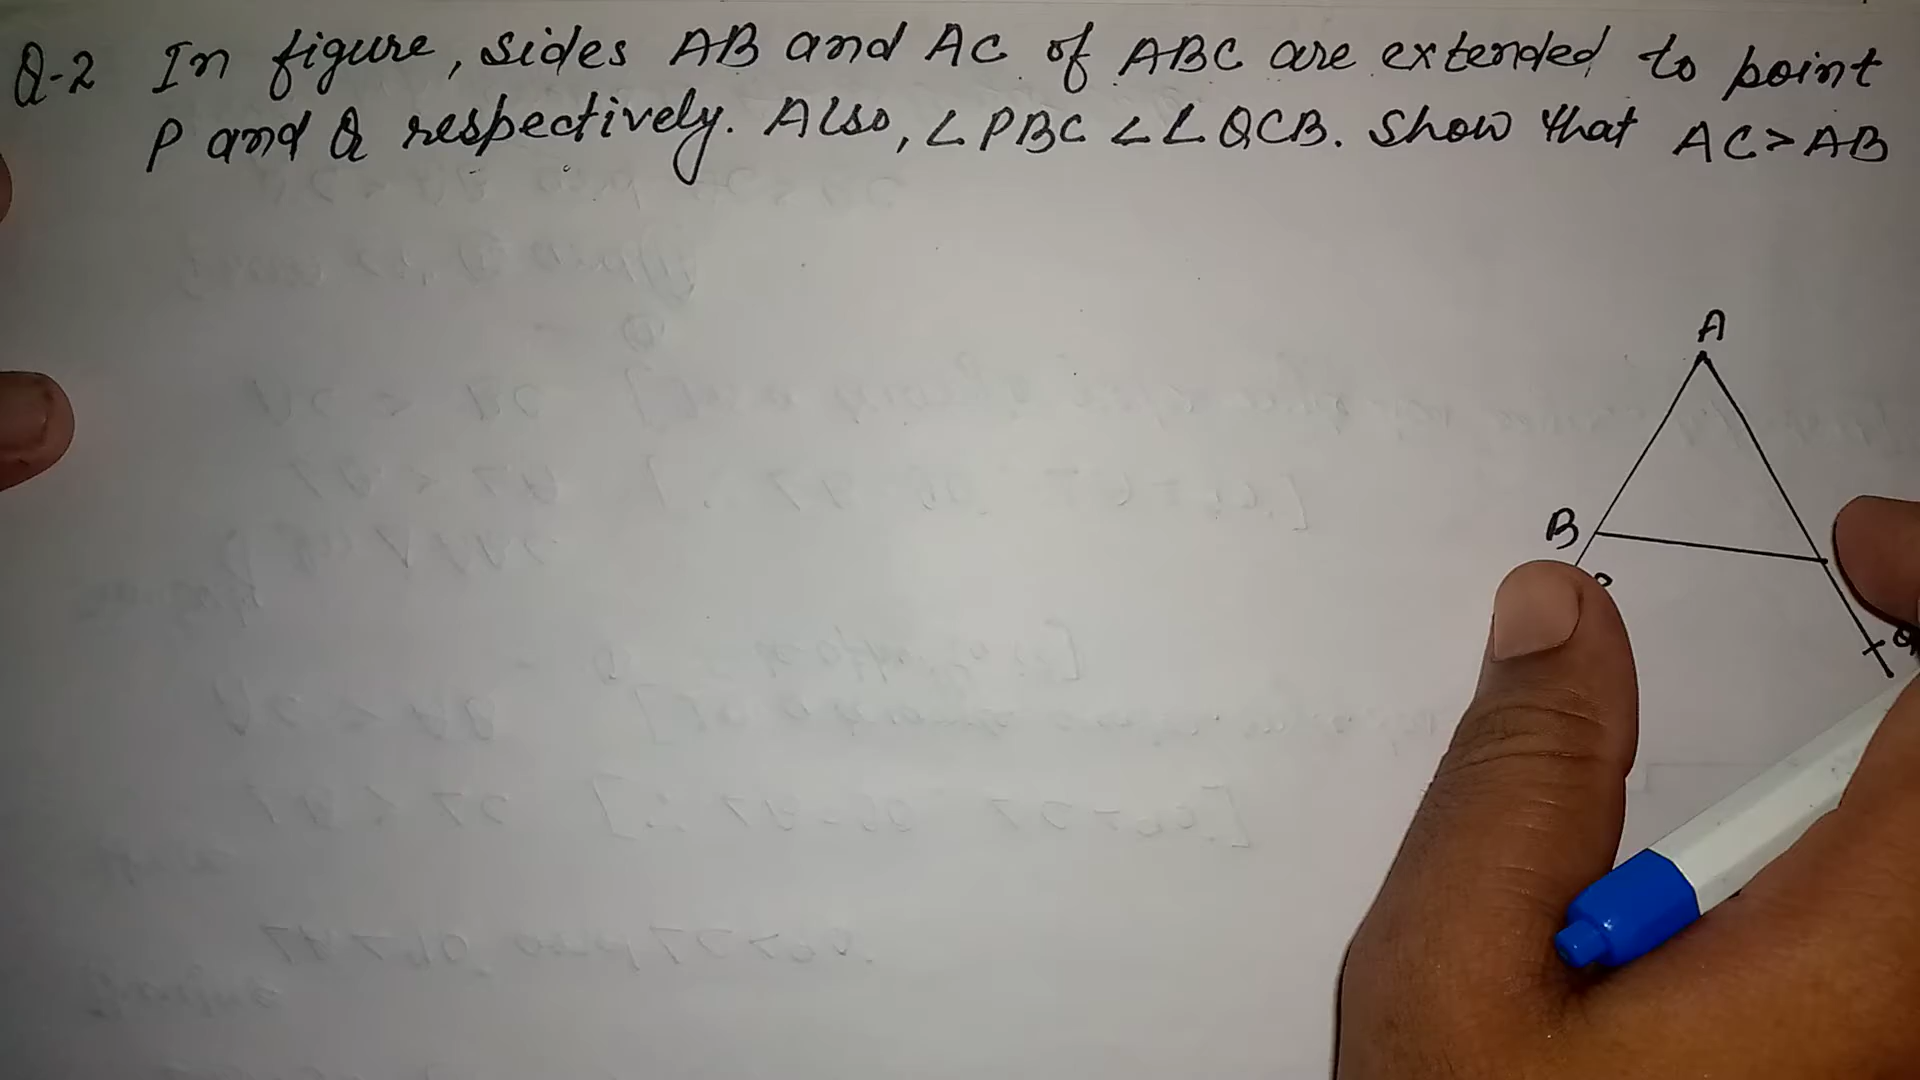 Q-2 In figure, sides AB and AC of ABC are extended to point
P and Q respectively. Also, ∠PBC < ∠QCB. Show that AC > AB
A
B
Q